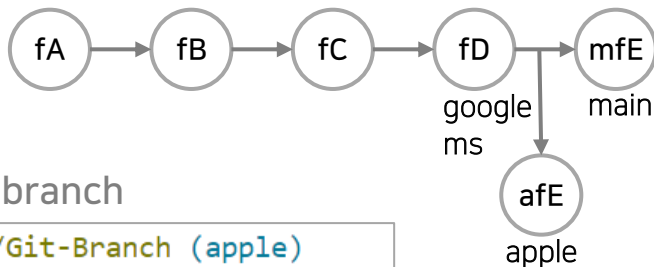 fA fB fC fD mfE
google main
ms
afE
branch
/Git-Branch (apple)
apple